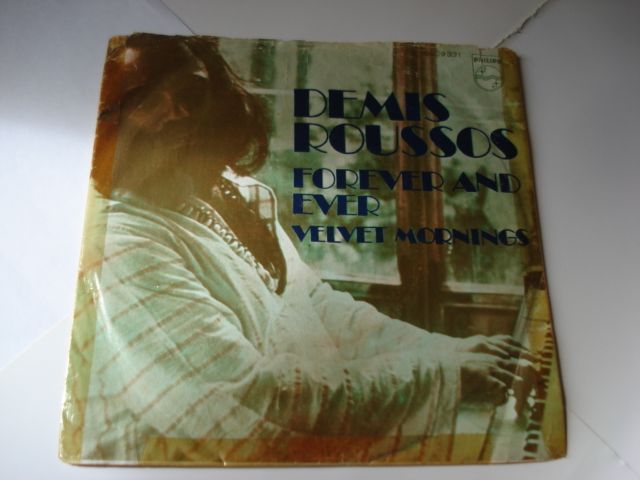 PHILIPS
DEMIS
ROUSSOS
FOREVER AND
EVER
VELVET MORNINGS